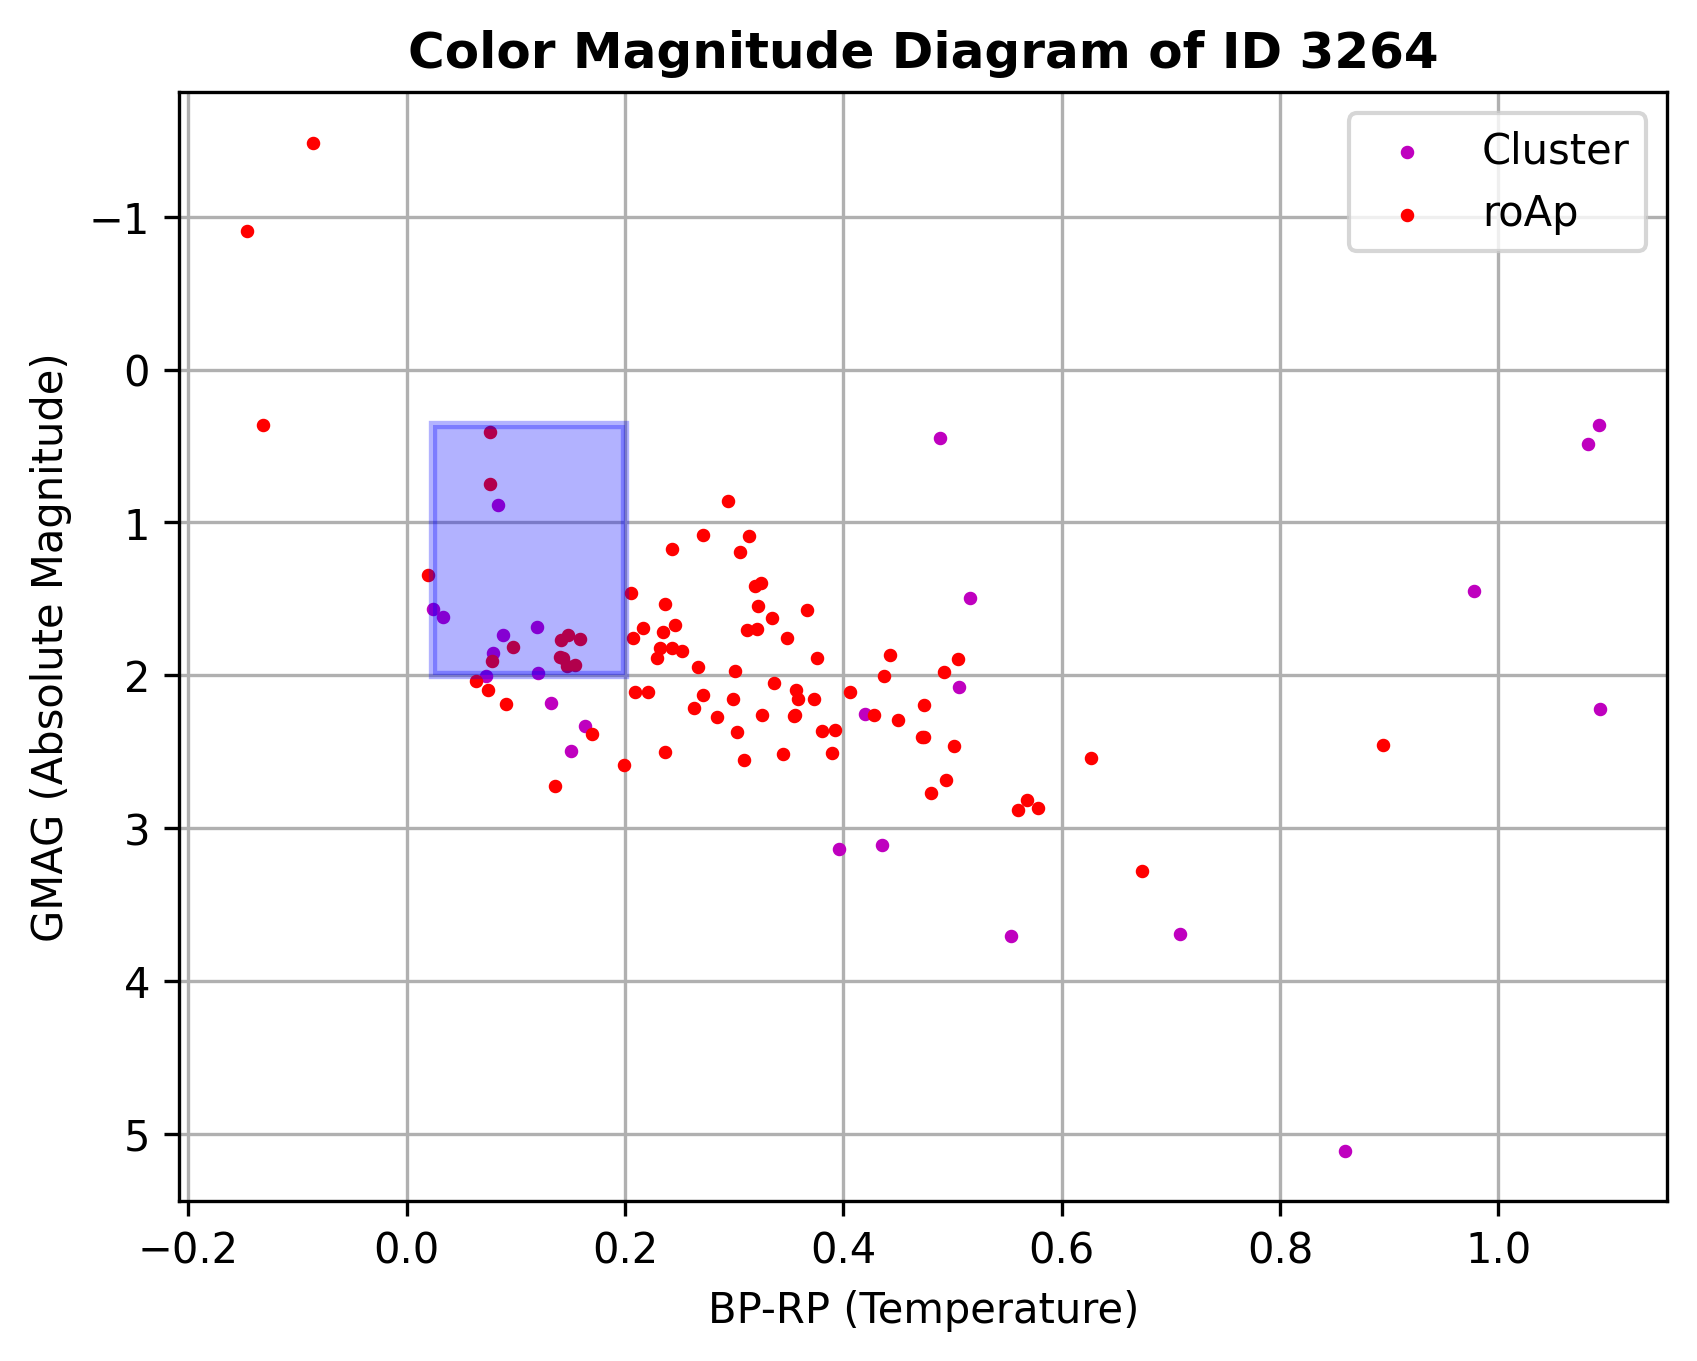 Color Magnitude Diagram of ID 3264
Cluster
roAp
GMAG (Absolute Magnitude)
−1
0
1
2
3
4
5
−0.2 0.0 0.2 0.4 0.6 0.8 1.0
BP-RP (Temperature)